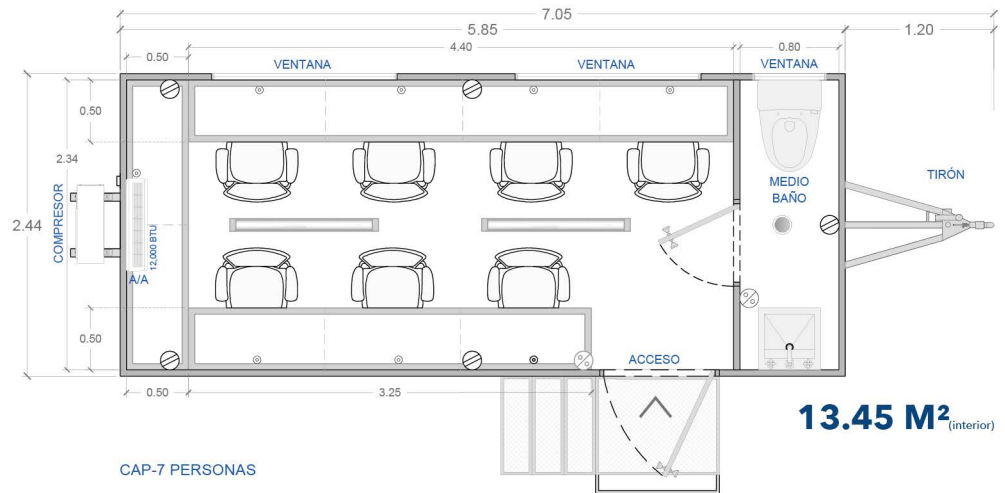 7.05
5.85
1.20
0.50
4.40
0.80
VENTANA
VENTANA
VENTANA
0.50
2.34
2.44
COMPRESOR
A/A
12,000 BTU
MEDIO
BAÑO
TIRÓN
0.50
ACCESO
0.50
3.25
13.45 M² (interior)
CAP-7 PERSONAS